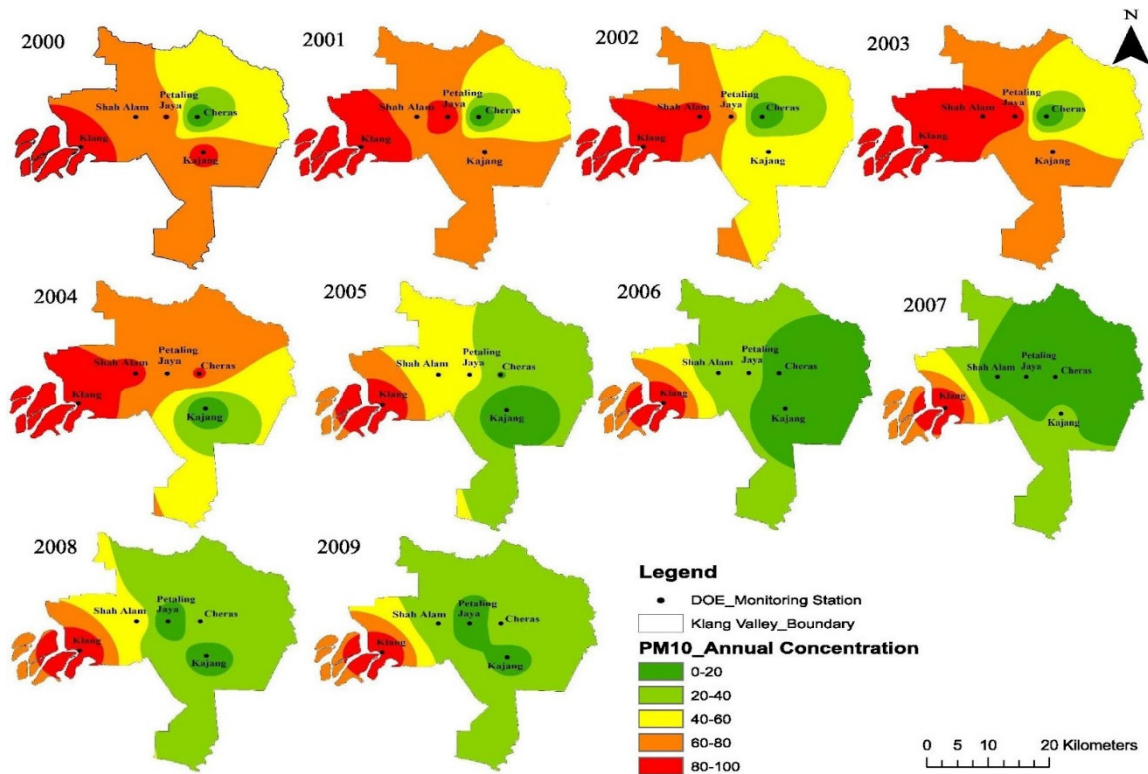 2000
Shah Alam
Petaling
Jaya
Cheras
Klang
Kajang
2001
Shah Alam
Petaling
Jaya
Cheras
Klang
Kajang
2002
Shah Alam
Petaling
Jaya
Cheras
Klang
Kajang
2003
Shah Alam
Petaling
Jaya
Cheras
Klang
Kajang
N
2004
Shah Alam
Petaling
Jaya
Cheras
Klang
Kajang
2005
Shah Alam
Petaling
Jaya
Cheras
Klang
Kajang
2006
Shah Alam
Petaling
Jaya
Cheras
Klang
Kajang
2007
Shah Alam
Petaling
Jaya
Cheras
Klang
Kajang
2008
Shah Alam
Petaling
Jaya
Cheras
Klang
Kajang
2009
Shah Alam
Petaling
Jaya
Cheras
Klang
Kajang
Legend
DOE_Monitoring Station
Klang Valley_Boundary
PM10_Annual Concentration
0-20
20-40
40-60
60-80
80-100
0 5 10 20 Kilometers